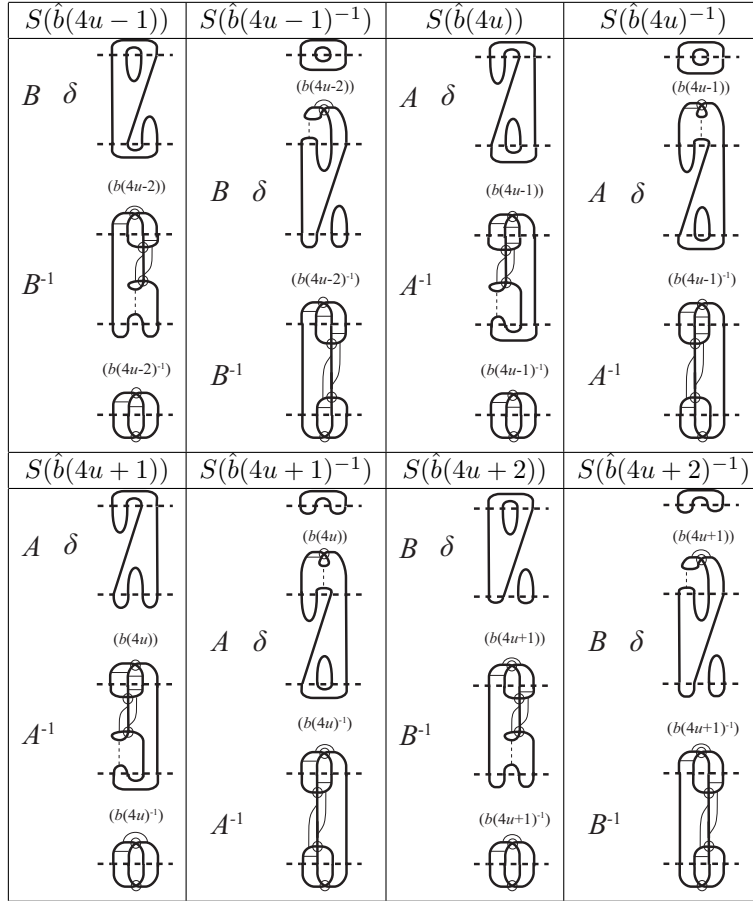 S(b̂(4u − 1)) S(b̂(4u − 1)⁻¹) S(b̂(4u)) S(b̂(4u)⁻¹)
B δ
(b(4u-2))
B⁻¹
(b(4u-2)⁻¹)
(b(4u-2))
B δ
(b(4u-2)⁻¹)
B⁻¹
A δ
(b(4u-1))
A⁻¹
(b(4u-1)⁻¹)
(b(4u-1))
A δ
(b(4u-1)⁻¹)
A⁻¹
S(b̂(4u + 1)) S(b̂(4u + 1)⁻¹) S(b̂(4u + 2)) S(b̂(4u + 2)⁻¹)
A δ
(b(4u))
A⁻¹
(b(4u)⁻¹)
(b(4u))
A δ
(b(4u)⁻¹)
A⁻¹
B δ
(b(4u+1))
B⁻¹
(b(4u+1)⁻¹)
(b(4u+1))
B δ
(b(4u+1)⁻¹)
B⁻¹